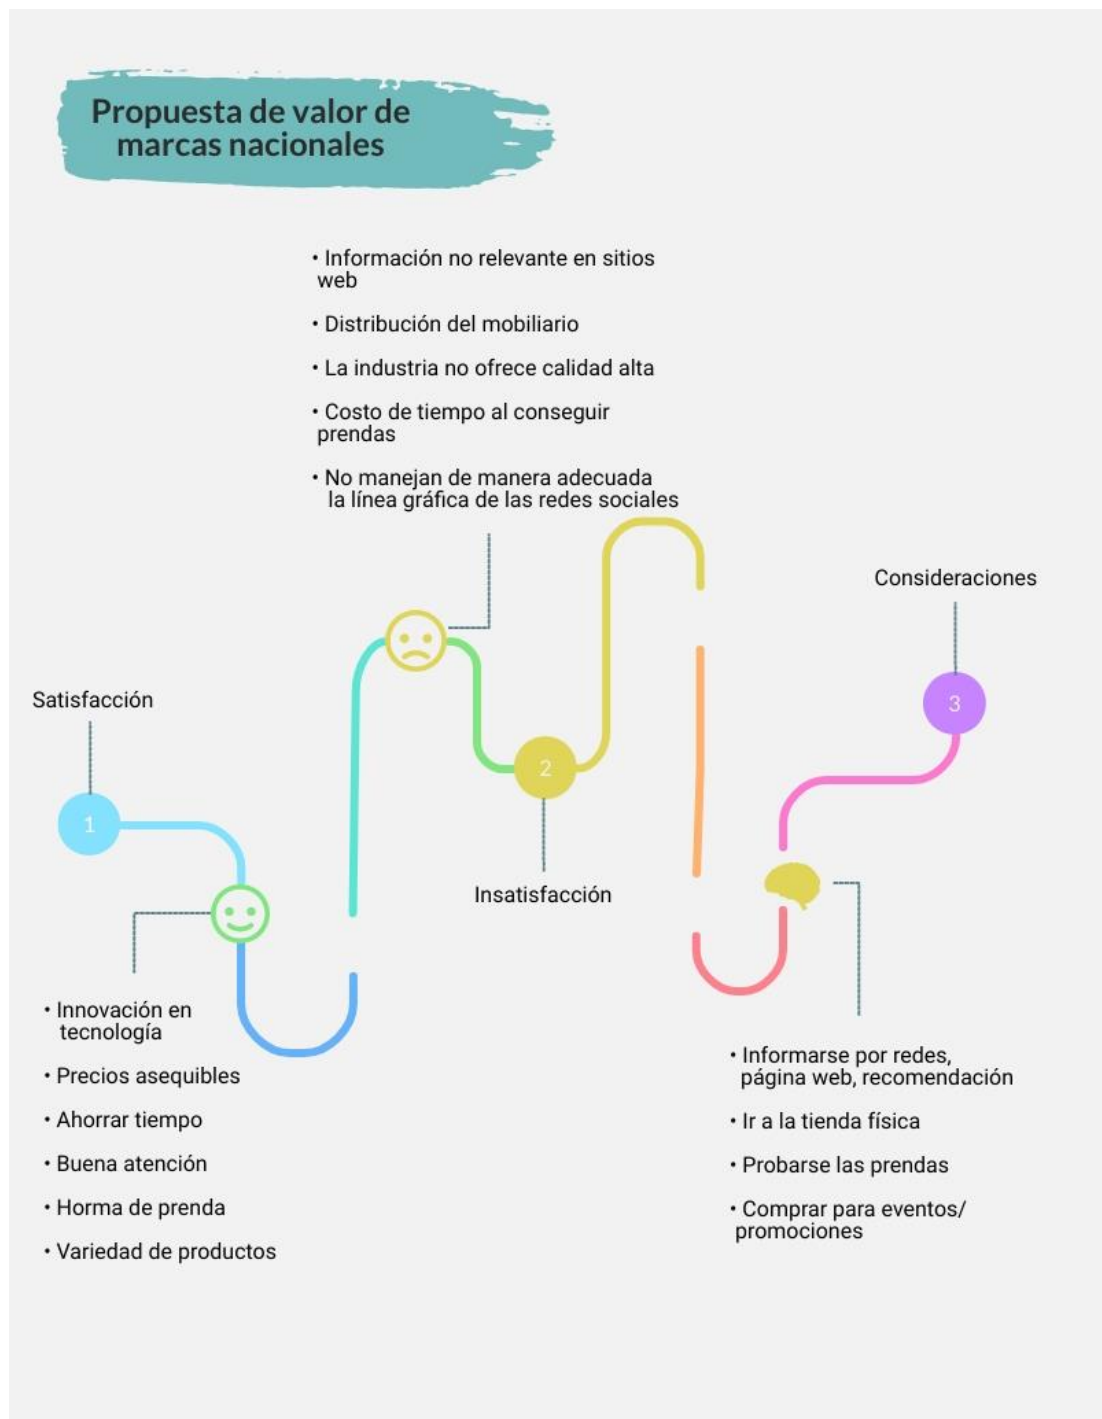 Propuesta de valor de
marcas nacionales
• Información no relevante en sitios
web
• Distribución del mobiliario
• La industria no ofrece calidad alta
• Costo de tiempo al conseguir
prendas
• No manejan de manera adecuada
la línea gráfica de las redes sociales
Consideraciones
3
Satisfacción
1
2
Insatisfacción
• Innovación en
tecnología
• Precios asequibles
• Ahorrar tiempo
• Buena atención
• Horma de prenda
• Variedad de productos
• Informarse por redes,
página web, recomendación
• Ir a la tienda física
• Probarse las prendas
• Comprar para eventos/
promociones